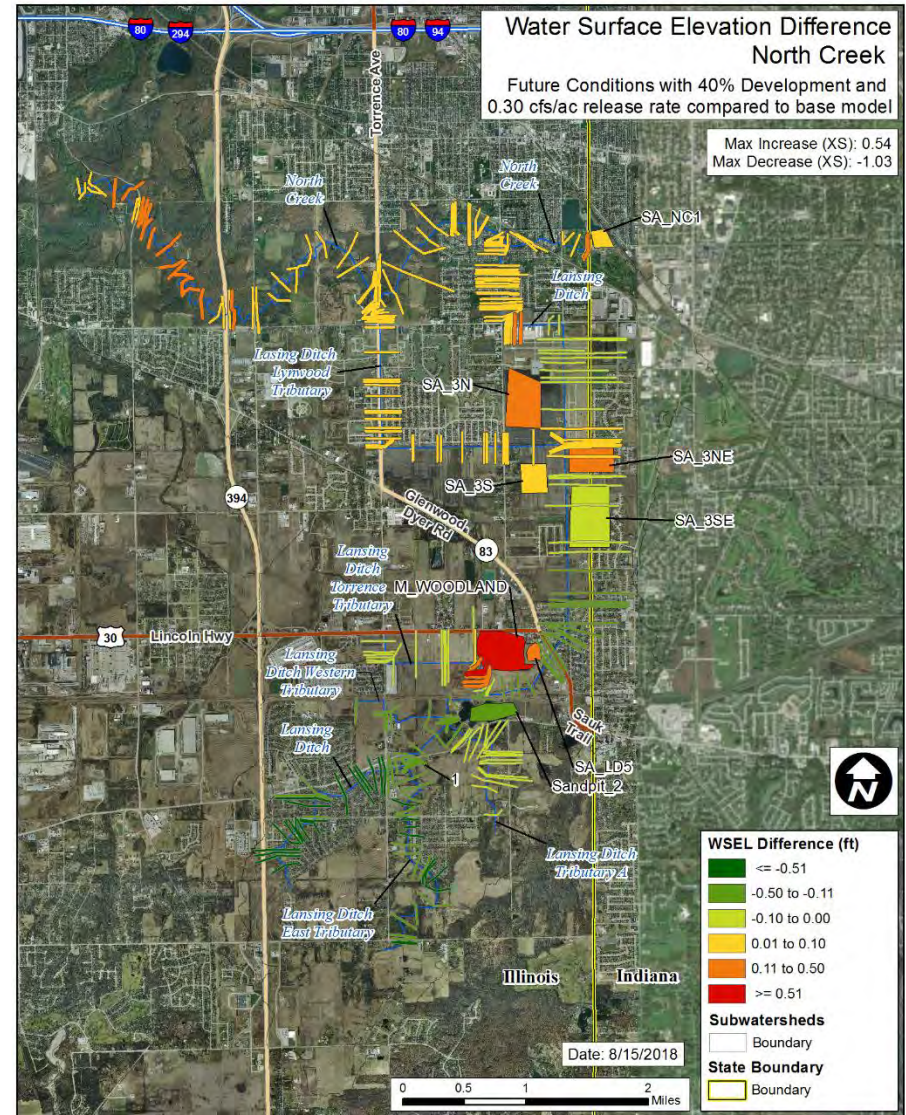 Water Surface Elevation Difference
North Creek
Future Conditions with 40% Development and
0.30 cfs/ac release rate compared to base model
Max Increase (XS): 0.54
Max Decrease (XS): -1.03
80
294
80
94
Torrence Ave
North
Creek
North
Creek
SA_NC1
Lansing
Ditch
Lasing Ditch
Lynwood
Tributary
SA_3N
SA_3NE
SA_3S
SA_3SE
394
Glenwood
Dyer Rd
83
Lansing
Ditch
Torrence
Tributary
M_WOODLAND
30
Lincoln Hwy
Lansing
Ditch Western
Tributary
Sauk
Trail
Lansing
Ditch
1
SA_LD5
Sandpit_2
Lansing Ditch
Tributary A
Lansing Ditch
East Tributary
Illinois
Indiana
N
WSEL Difference (ft)
<= -0.51
-0.50 to -0.11
-0.10 to 0.00
0.01 to 0.10
0.11 to 0.50
>= 0.51
Subwatersheds
Boundary
State Boundary
Boundary
Date: 8/15/2018
0 0.5 1 2
Miles